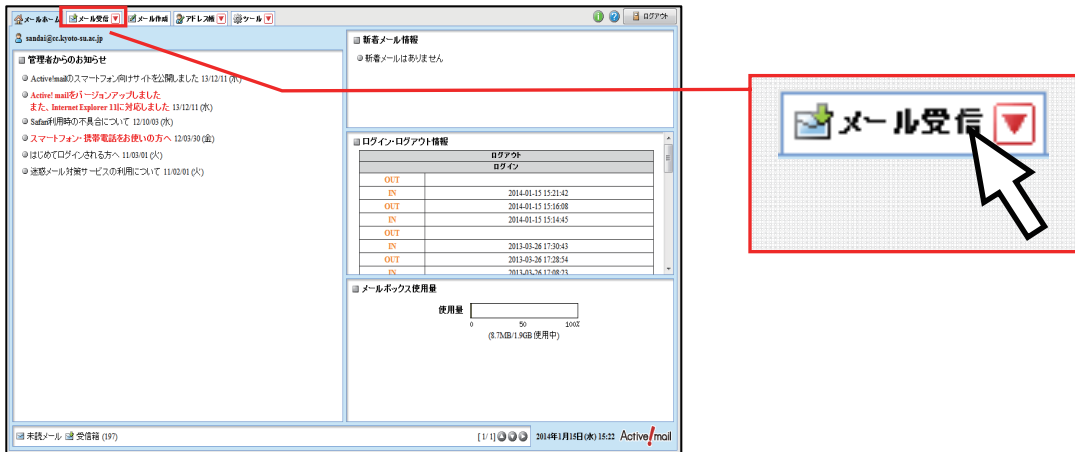 メールホーム メール受信 メール作成 アドレス帳 ツール ログアウト
sandai@cc.kyoto-su.ac.jp
管理者からのお知らせ
Active!mailのスマートフォン向けサイトを公開しました 13/12/11 (水)
Active! mailをバージョンアップしました
また、Internet Explorer 11に対応しました 13/12/11 (水)
Safari利用時の不具合について 12/10/03 (水)
スマートフォン・携帯電話をお使いの方へ 12/03/30 (金)
はじめてログインされる方へ 11/03/01 (火)
迷惑メール対策サービスの利用について 11/02/01 (火)
新着メール情報
新着メールはありません
ログイン・ログアウト情報
ログアウト
ログイン
OUT
IN 2014-01-15 15:21:42
OUT 2014-01-15 15:16:08
IN 2014-01-15 15:14:45
OUT
IN 2013-03-26 17:30:43
OUT 2013-03-26 17:28:54
IN 2013-03-26 17:08:23
メールボックス使用量
使用量
0 50 100%
(8.7MB/1.9GB 使用中)
未読メール 受信箱 (197) [1/1] 2014年1月15日(水) 15:22 Active!mail
メール受信